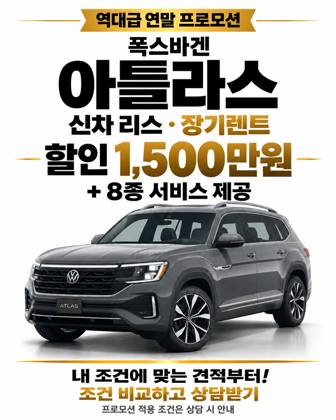 역대급 연말 프로모션
폭스바겐
아틀라스
신차 리스 · 장기렌트
할인 1,500만원
+ 8종 서비스 제공
ATLAS
내 조건에 맞는 견적부터!
조건 비교하고 상담받기
프로모션 적용 조건은 상담 시 안내